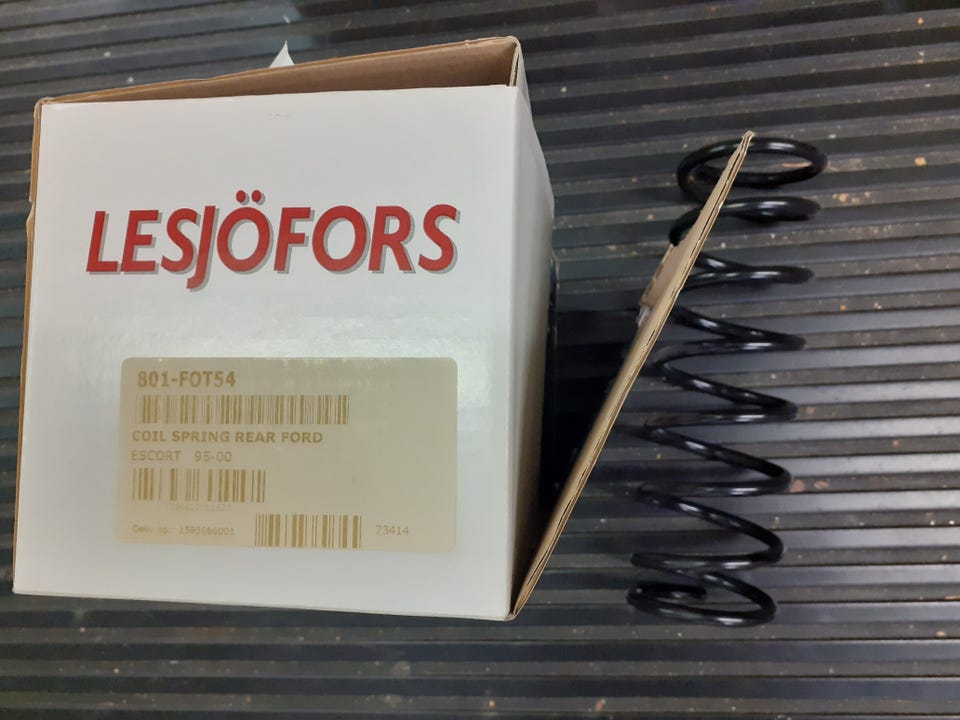 LESJÖFORS
801-FOT54
COIL SPRING REAR FORD
ESCORT 95-00
73414